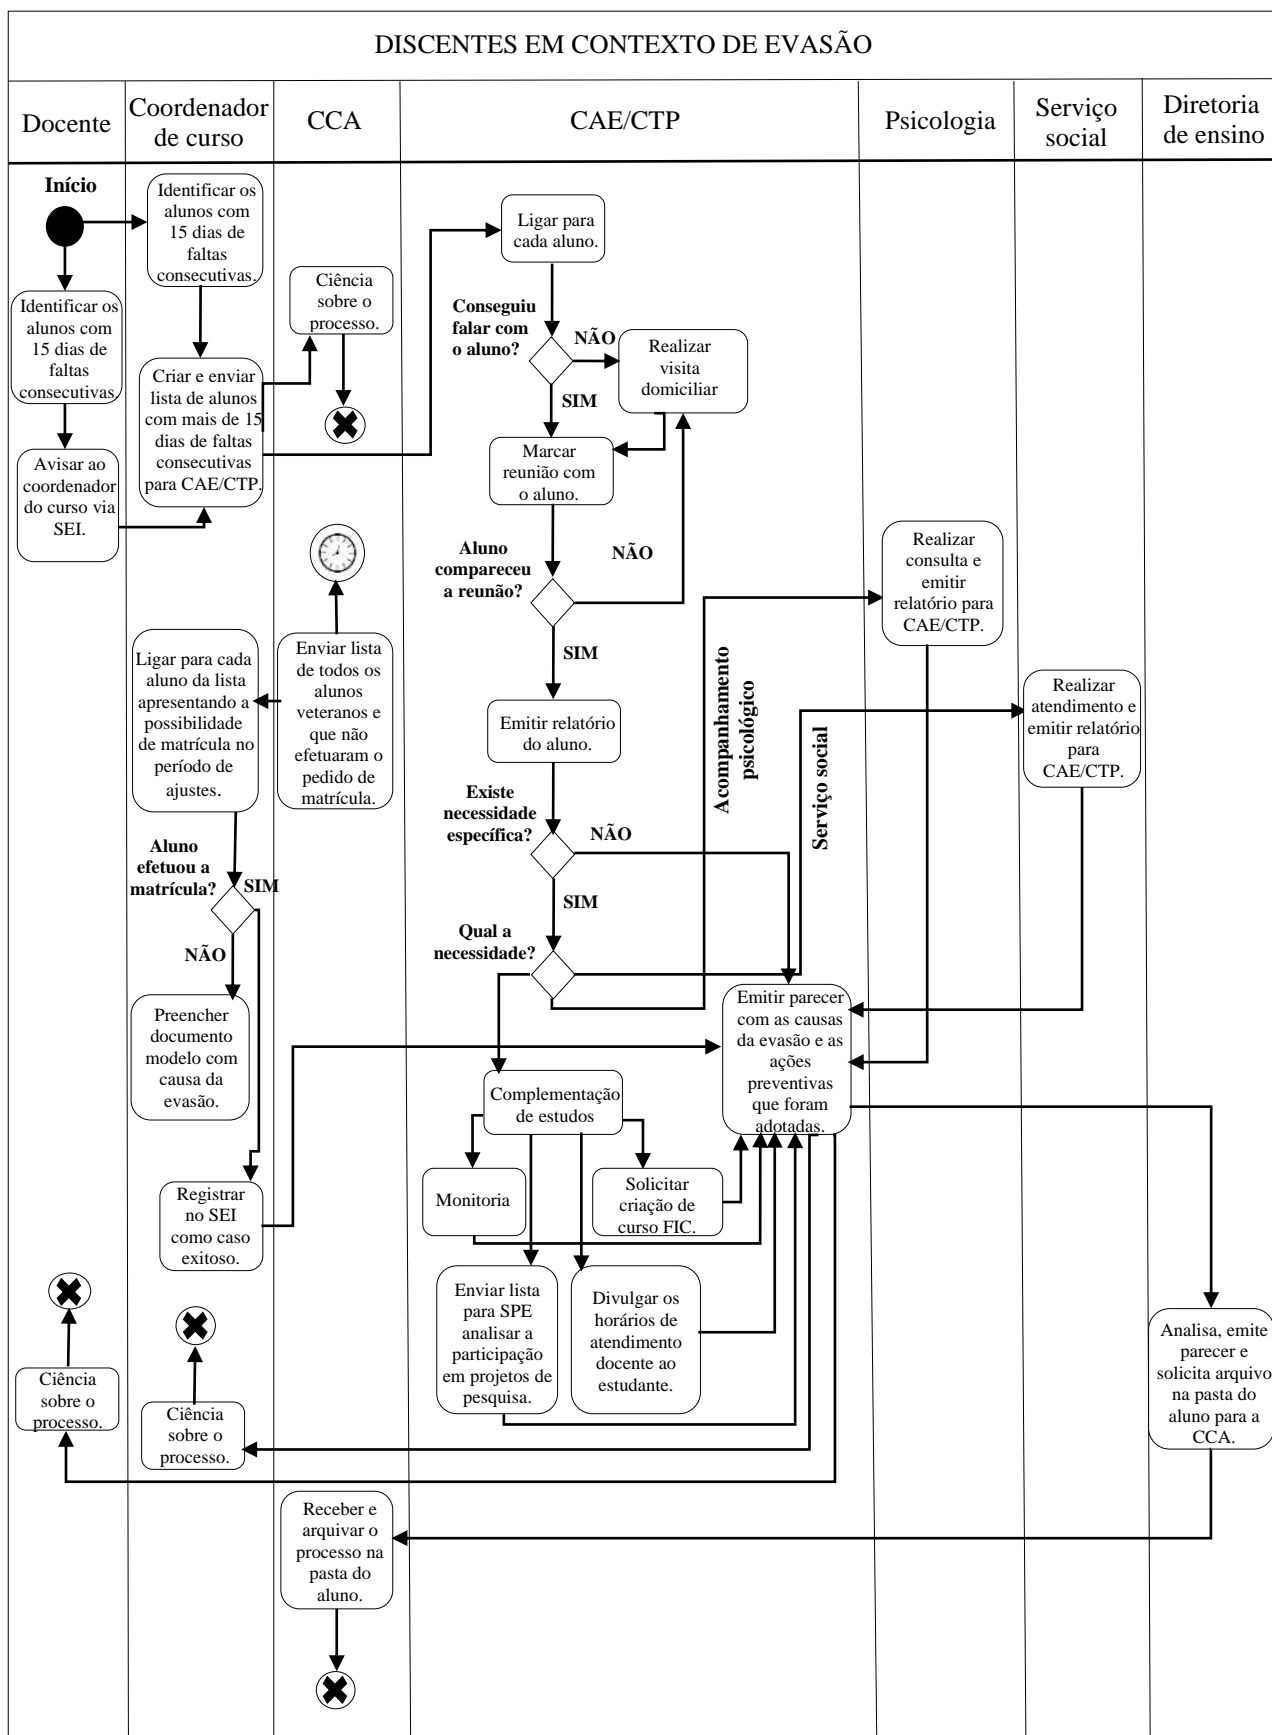 DISCENTES EM CONTEXTO DE EVASÃO
Docente
Coordenador
de curso
CCA
CAE/CTP
Psicologia
Serviço
social
Diretoria
de ensino
Início
Identificar os
alunos com
15 dias de
faltas
consecutivas.
Identificar os
alunos com
15 dias de
faltas
consecutivas.
Avisar ao
coordenador
do curso via
SEI.
Criar e enviar
lista de alunos
com mais de 15
dias de faltas
consecutivas
para CAE/CTP.
Ciência
sobre o
processo.
Ligar para
cada aluno.
Conseguiu
falar com
o aluno?
NÃO
SIM
Realizar
visita
domiciliar
Marcar
reunião com
o aluno.
Aluno
compareceu
a reunião?
NÃO
SIM
Emitir relatório
do aluno.
Existe
necessidade
específica?
NÃO
SIM
Qual a
necessidade?
Acompanhamento
psicológico
Serviço social
Realizar
consulta e
emitir
relatório para
CAE/CTP.
Realizar
atendimento e
emitir relatório
para
CAE/CTP.
Ligar para cada
aluno da lista
apresentando a
possibilidade
de matrícula no
período de
ajustes.
Enviar lista
de todos os
alunos
veteranos e
que não
efetuaram o
pedido de
matrícula.
Aluno
efetuou a
matrícula?
SIM
NÃO
Preencher
documento
modelo com
causa da
evasão.
Registrar
no SEI
como caso
exitoso.
Emitir parecer
com as causas
da evasão e as
ações
preventivas
que foram
adotadas.
Complementação
de estudos
Monitoria
Solicitar
criação de
curso FIC.
Enviar lista
para SPE
analisar a
participação
em projetos de
pesquisa.
Divulgar os
horários de
atendimento
docente ao
estudante.
Analisa, emite
parecer e
solicita arquivo
na pasta do
aluno para a
CCA.
Ciência
sobre o
processo.
Ciência
sobre o
processo.
Receber e
arquivar o
processo na
pasta do
aluno.